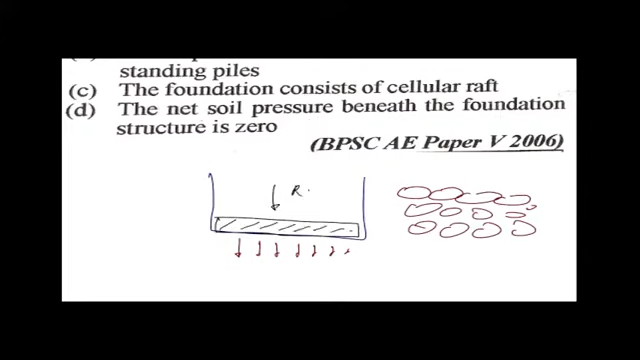 standing piles
(c) The foundation consists of cellular raft
(d) The net soil pressure beneath the foundation
structure is zero
(BPSC AE Paper V 2006)
R